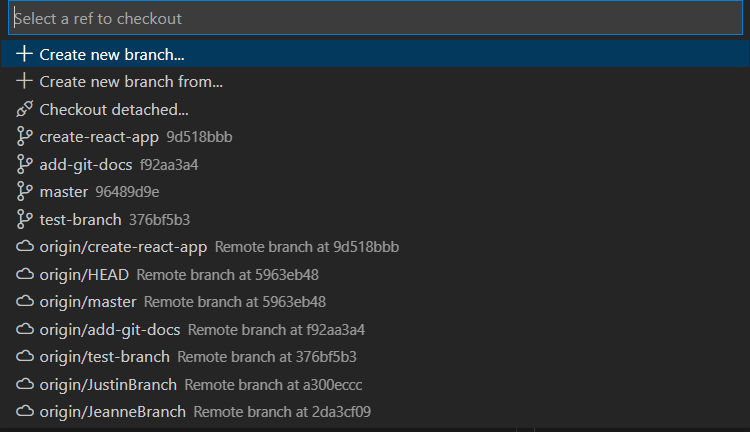 Select a ref to checkout
Create new branch...
Create new branch from...
Checkout detached...
create-react-app 9d518bbb
add-git-docs f92aa3a4
master 96489d9e
test-branch 376bf5b3
origin/create-react-app Remote branch at 9d518bbb
origin/HEAD Remote branch at 5963eb48
origin/master Remote branch at 5963eb48
origin/add-git-docs Remote branch at f92aa3a4
origin/test-branch Remote branch at 376bf5b3
origin/JustinBranch Remote branch at a300eccc
origin/JeanneBranch Remote branch at 2da3cf09